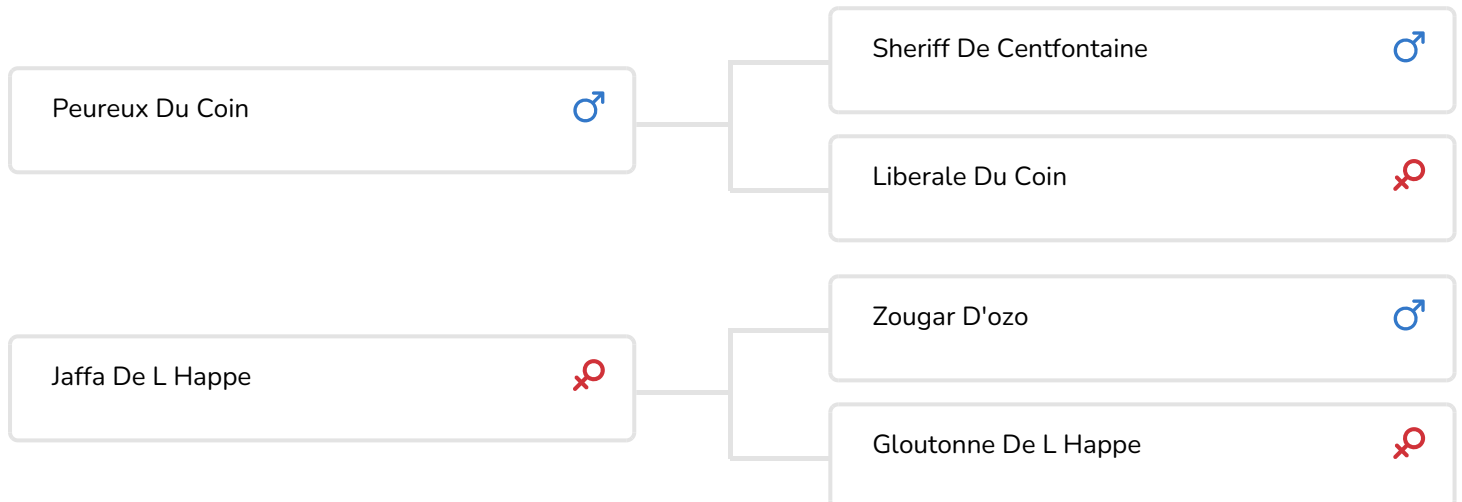 Sheriff De Centfontaine
Peureux Du Coin
Liberale Du Coin
Zougar D'ozo
Jaffa De L Happe
Gloutonne De L Happe